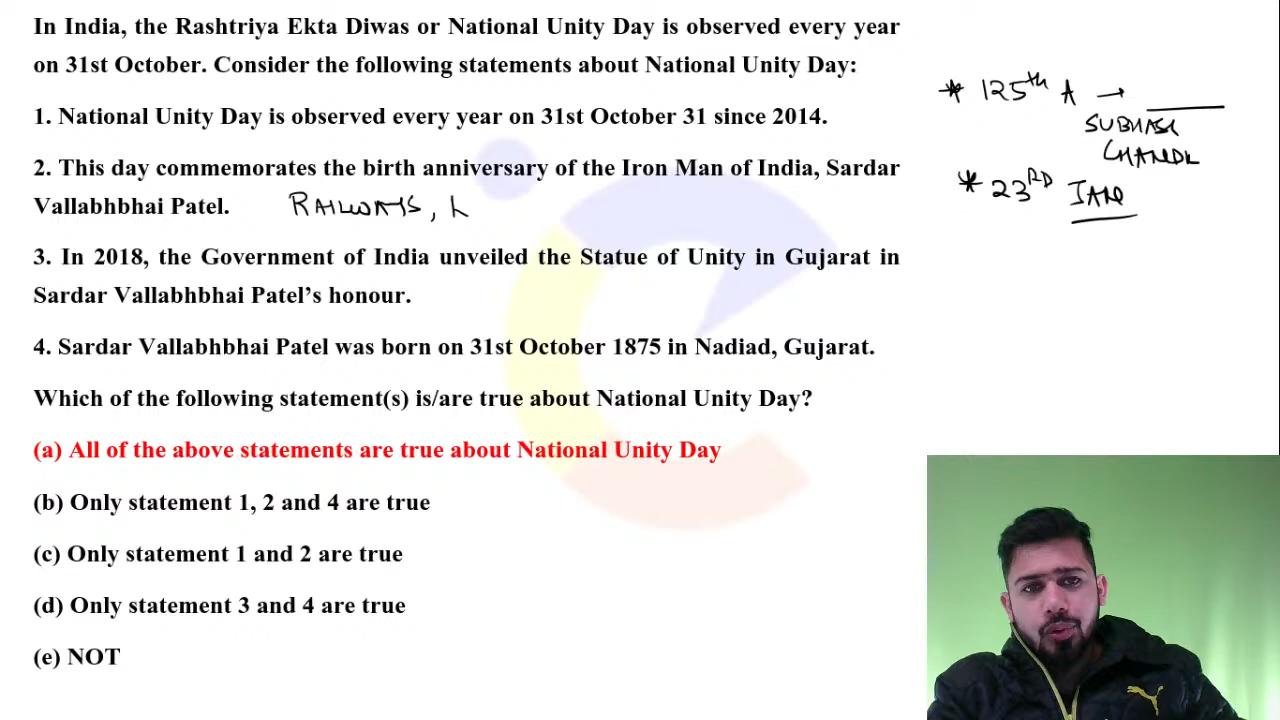 In India, the Rashtriya Ekta Diwas or National Unity Day is observed every year
on 31st October. Consider the following statements about National Unity Day:
1. National Unity Day is observed every year on 31st October 31 since 2014.
2. This day commemorates the birth anniversary of the Iron Man of India, Sardar
Vallabhbhai Patel.
RAILWAYS, L
3. In 2018, the Government of India unveiled the Statue of Unity in Gujarat in
Sardar Vallabhbhai Patel’s honour.
4. Sardar Vallabhbhai Patel was born on 31st October 1875 in Nadiad, Gujarat.
Which of the following statement(s) is/are true about National Unity Day?
(a) All of the above statements are true about National Unity Day
(b) Only statement 1, 2 and 4 are true
(c) Only statement 1 and 2 are true
(d) Only statement 3 and 4 are true
(e) NOT
* 125th A →
SUBHASH
* 23RD JAN